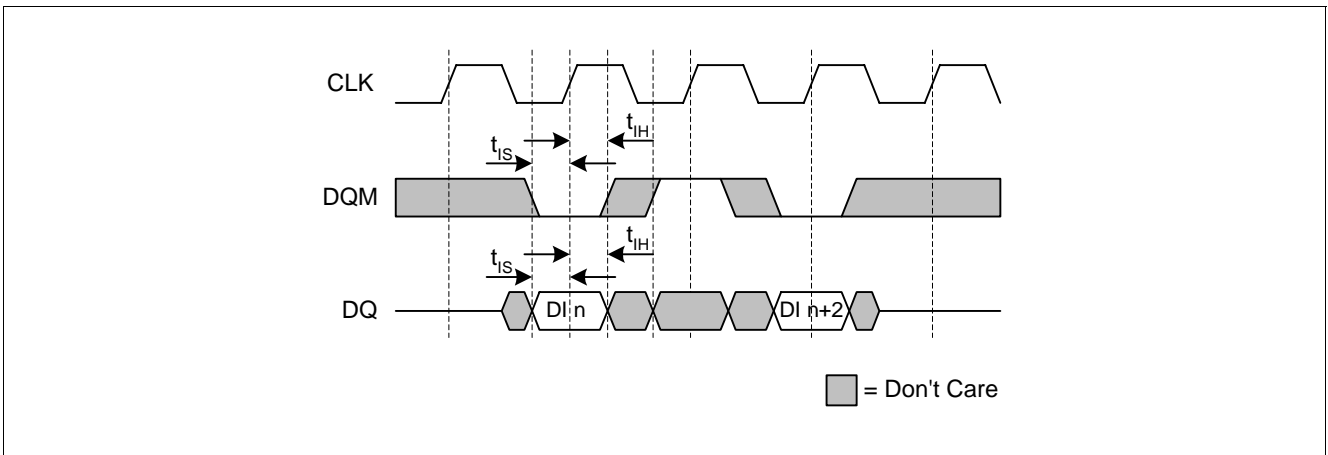 CLK
tIH
tIS
DQM
tIH
tIS
DQ
DI n
DI n+2
= Don't Care